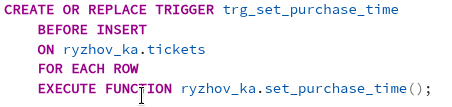 CREATE OR REPLACE TRIGGER trg_set_purchase_time
BEFORE INSERT
ON ryzhov_ka.tickets
FOR EACH ROW
EXECUTE FUNCTION ryzhov_ka.set_purchase_time();